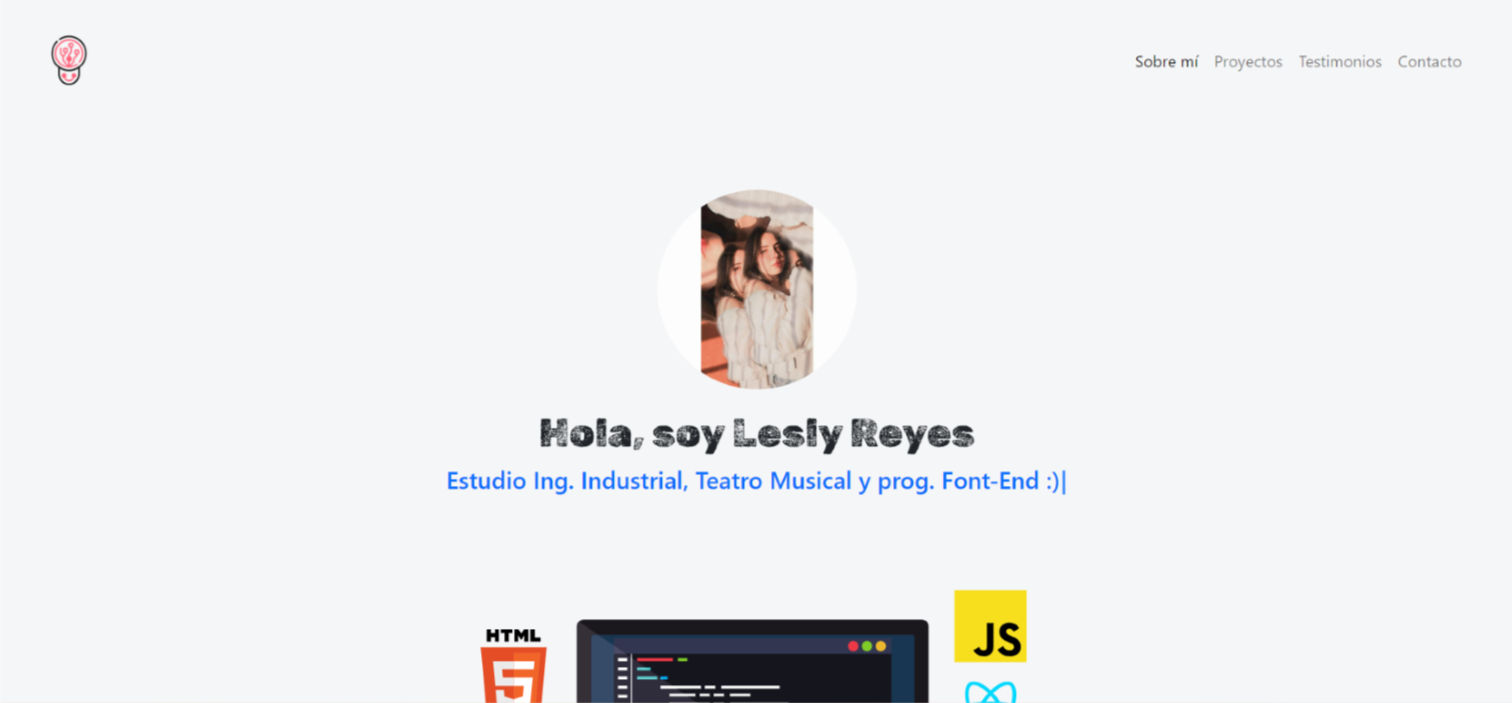 Sobre mí Proyectos Testimonios Contacto
Hola, soy Lesly Reyes
Estudio Ing. Industrial, Teatro Musical y prog. Font-End :)|
HTML
5
JS